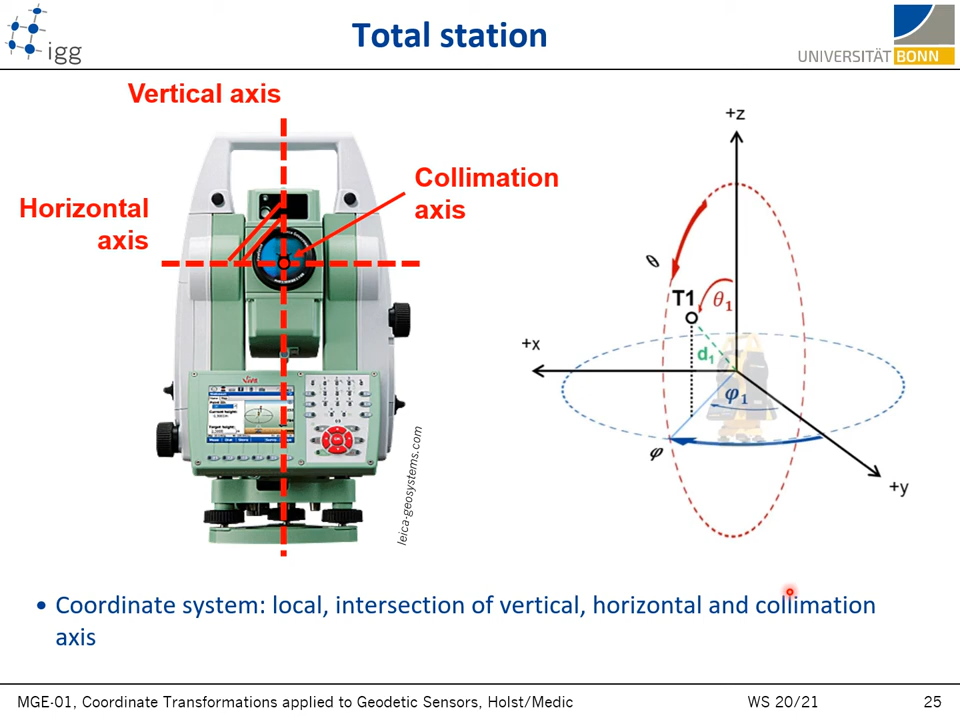 Total station
igg
UNIVERSITÄT BONN
Vertical axis
Collimation
axis
Horizontal
axis
+z
θ
T1
θ₁
+x
d₁
φ₁
φ
+y
leica-geosystems.com
• Coordinate system: local, intersection of vertical, horizontal and collimation
axis
MGE-01, Coordinate Transformations applied to Geodetic Sensors, Holst/Medic
WS 20/21
25